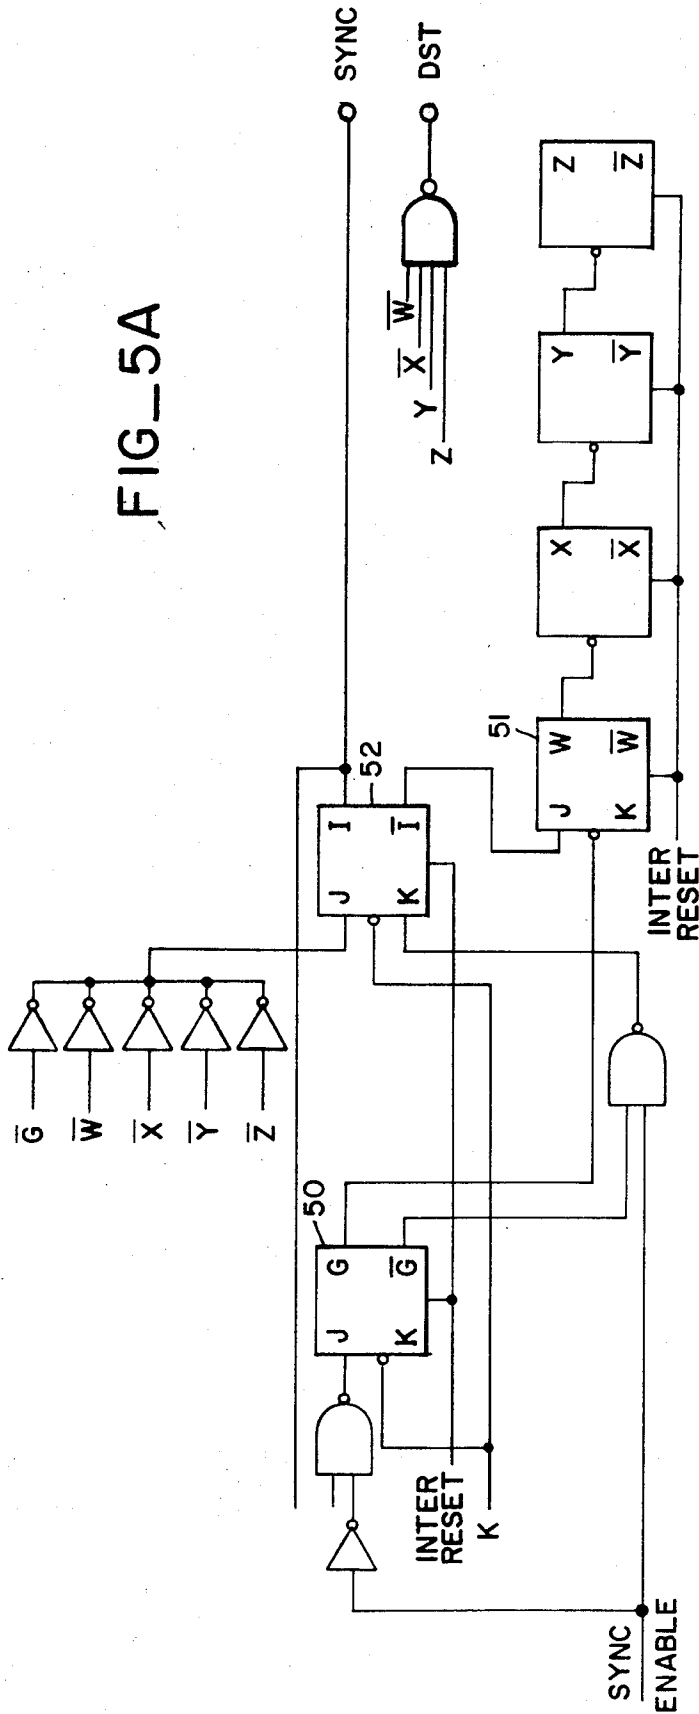 FIG_5A
SYNC
DST
W̅
X̅
Y
Z
G̅
W̅
X̅
Y̅
Z̅
50
J
G
K
G̅
52
J
I
K
I̅
51
J
W
K
W̅
X
X̅
Y
Y̅
Z
Z̅
INTER
RESET
K
INTER
RESET
SYNC
ENABLE